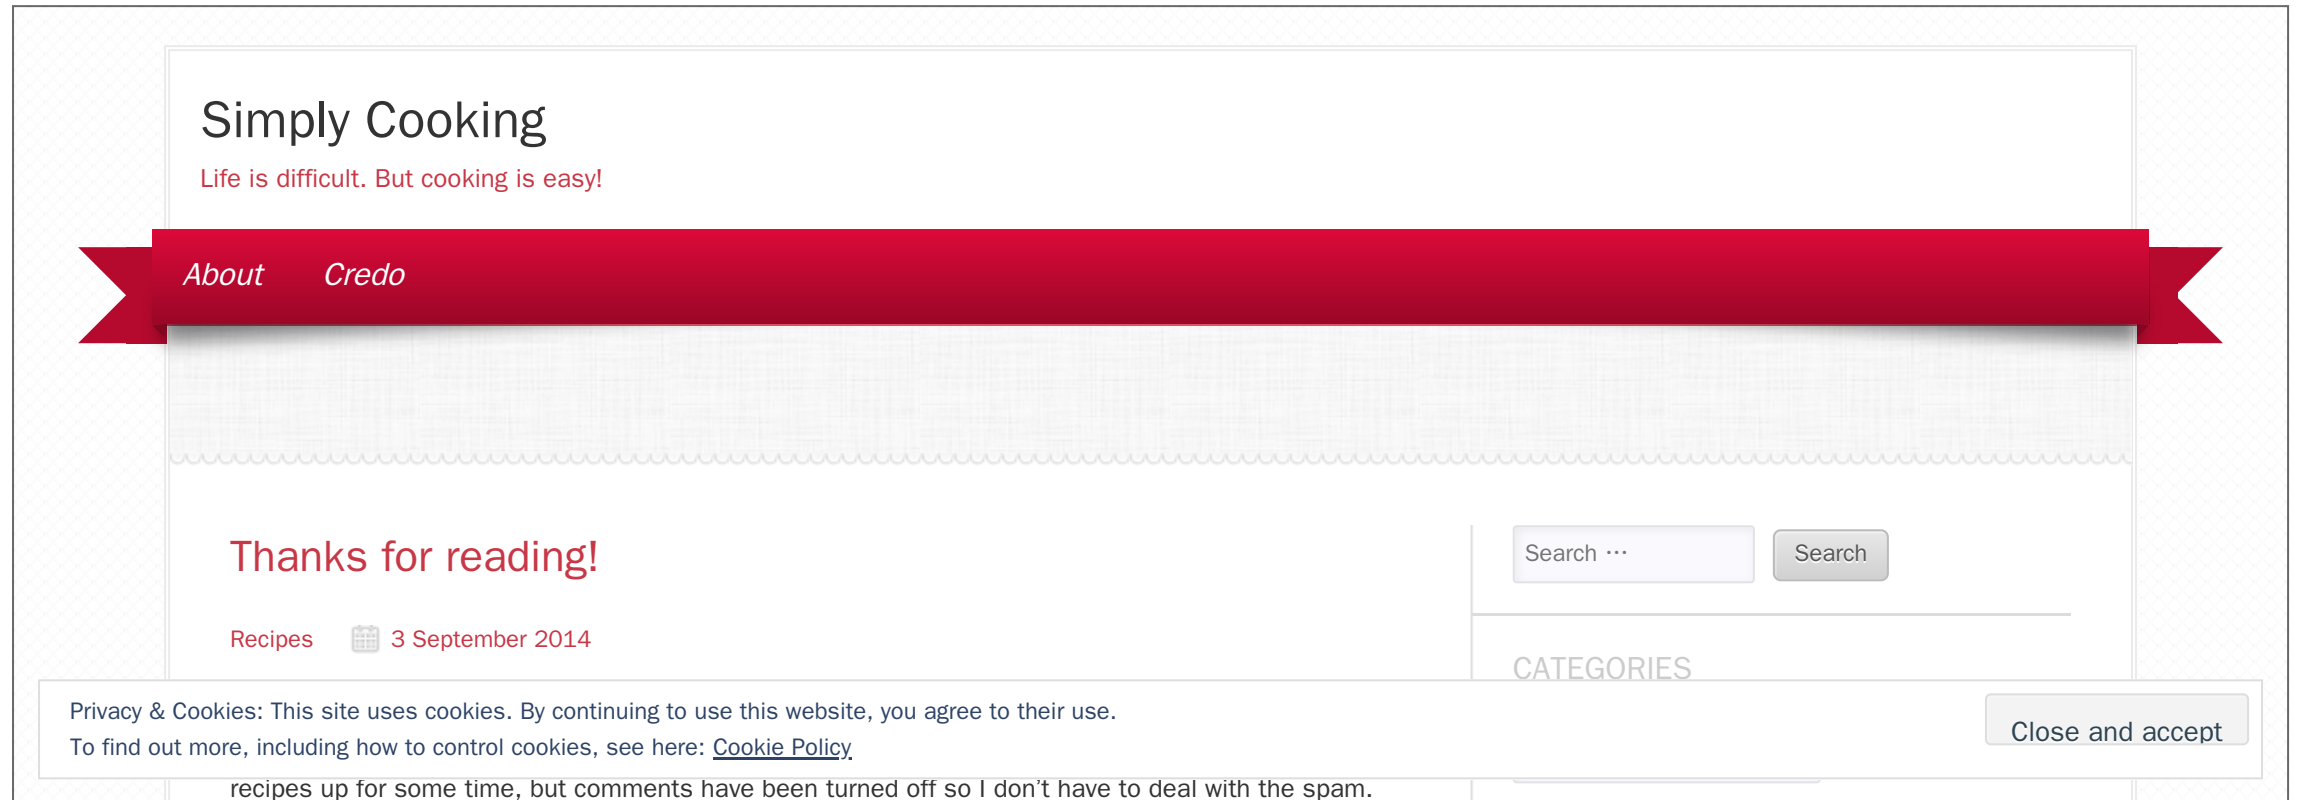 Simply Cooking
Life is difficult. But cooking is easy!
About Credo
Thanks for reading!
Recipes 3 September 2014
Search …
Search
CATEGORIES
Privacy & Cookies: This site uses cookies. By continuing to use this website, you agree to their use.
To find out more, including how to control cookies, see here: Cookie Policy
Close and accept
recipes up for some time, but comments have been turned off so I don’t have to deal with the spam.